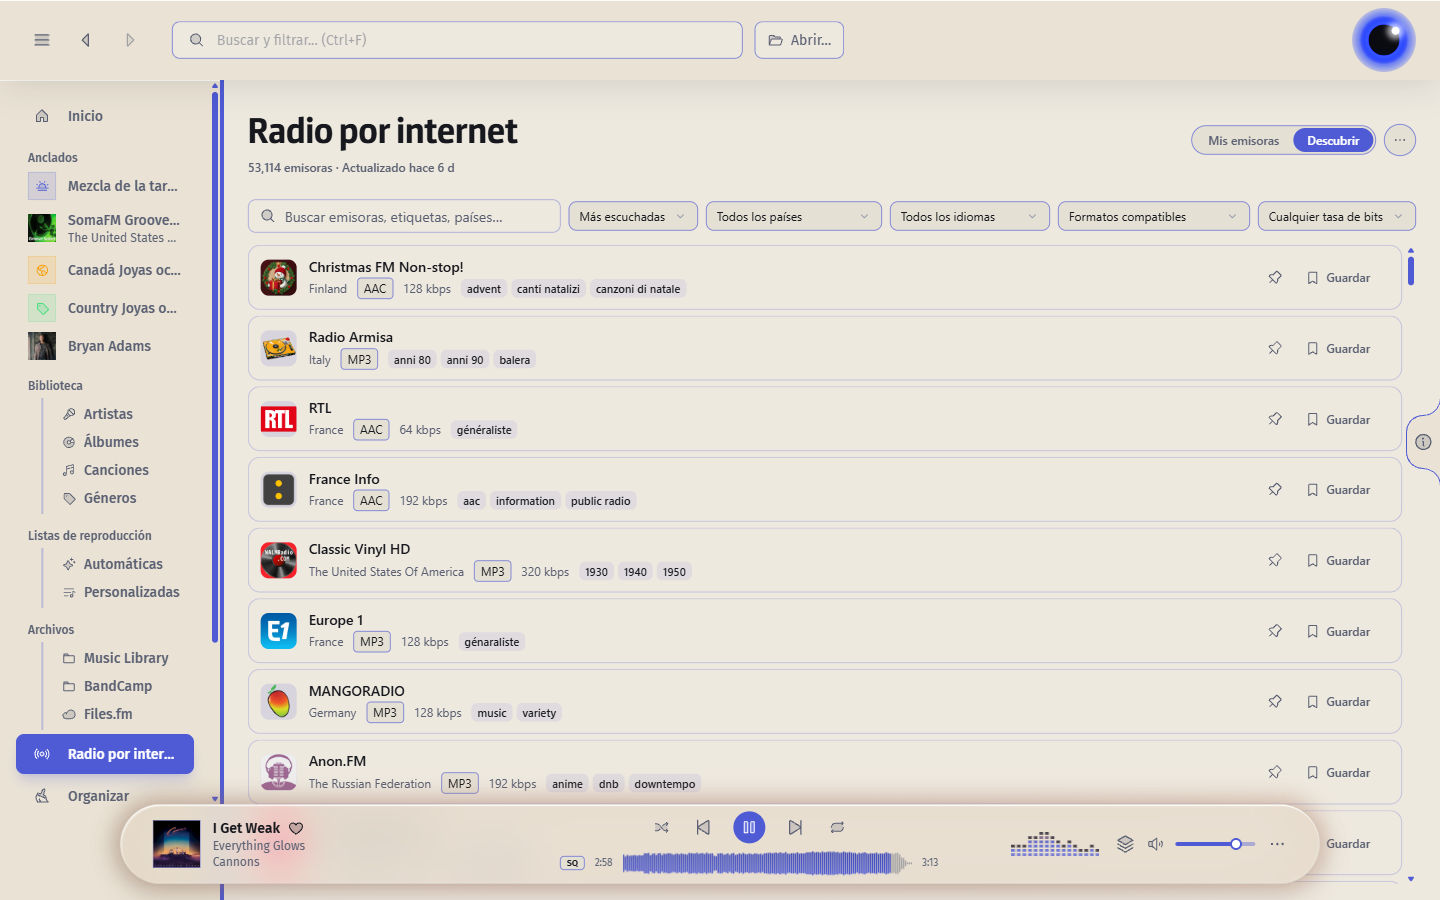 Buscar y filtrar... (Ctrl+F)
Abrir...
Inicio
Anclados
Mezcla de la tar...
SomaFM Groove...
The United States ...
Canadá Joyas oc...
Country Joyas o...
Bryan Adams
Biblioteca
Artistas
Álbumes
Canciones
Géneros
Listas de reproducción
Automáticas
Personalizadas
Archivos
Music Library
BandCamp
Files.fm
Radio por inter...
Organizar
Radio por internet
53,114 emisoras · Actualizado hace 6 d
Mis emisoras
Descubrir
Buscar emisoras, etiquetas, países...
Más escuchadas
Todos los países
Todos los idiomas
Formatos compatibles
Cualquier tasa de bits
Christmas FM Non-stop!
Finland AAC 128 kbps advent canti natalizi canzoni di natale
Guardar
Radio Armisa
Italy MP3 anni 80 anni 90 balera
Guardar
RTL
RTL
France AAC 64 kbps généraliste
Guardar
France Info
France AAC 192 kbps aac information public radio
Guardar
WALMRadio
.COM
Classic Vinyl HD
The United States Of America MP3 320 kbps 1930 1940 1950
Guardar
E1
Europe 1
France MP3 128 kbps génaraliste
Guardar
MANGORADIO
Germany MP3 128 kbps music variety
Guardar
Anon.FM
The Russian Federation MP3 192 kbps anime dnb downtempo
Guardar
Guardar
I Get Weak
Everything Glows
Cannons
SQ 2:58
3:13